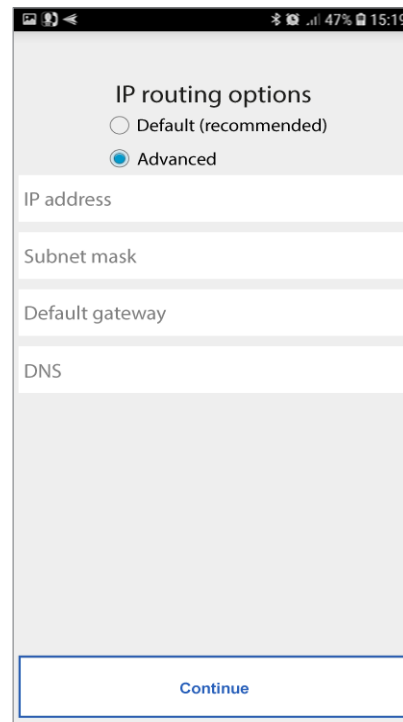 47% 15:19
IP routing options
Default (recommended)
Advanced
IP address
Subnet mask
Default gateway
DNS
Continue